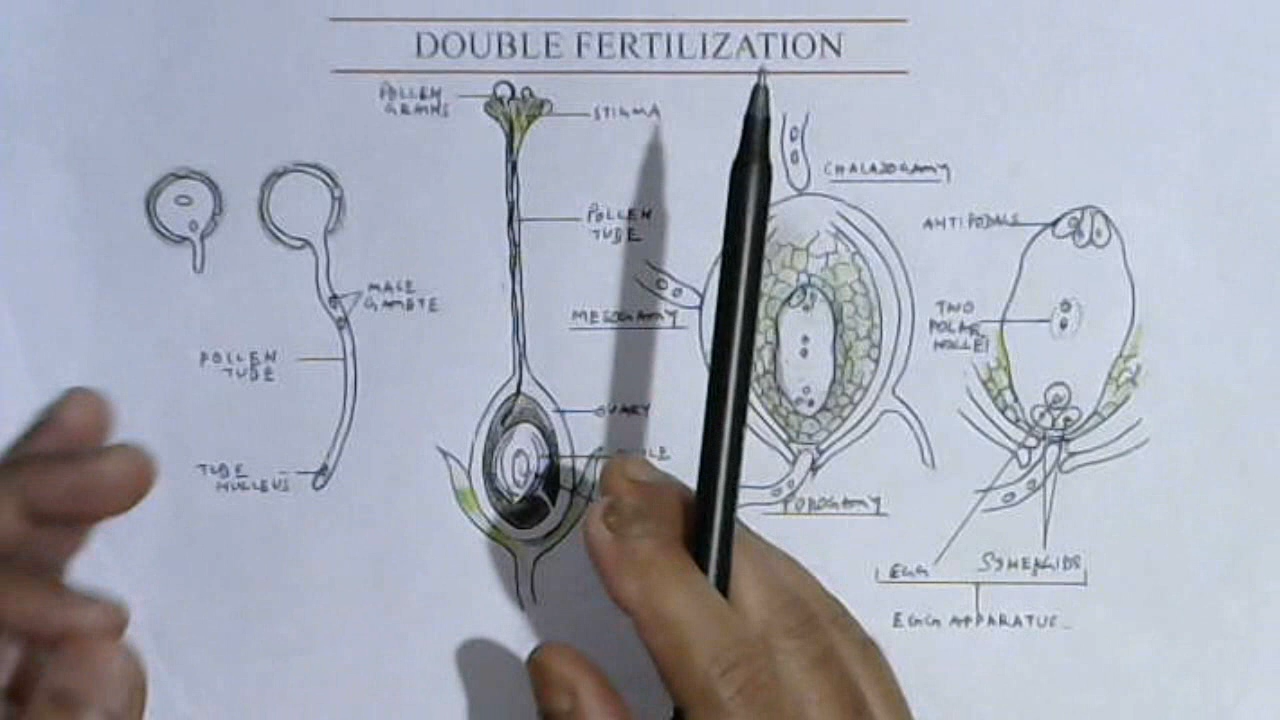 DOUBLE FERTILIZATION
POLLEN
GRAINS
STIGMA
CHALAZOGAMY
POLLEN
TUBE
ANTIPODALS
MALE
GAMETE
MESOGAMY
TWO
POLAR
POLLEN
TUBE
OVARY
TUBE
NUCLEUS
POROGAMY
EGG
SYNERGIDS
EGG APPARATUS